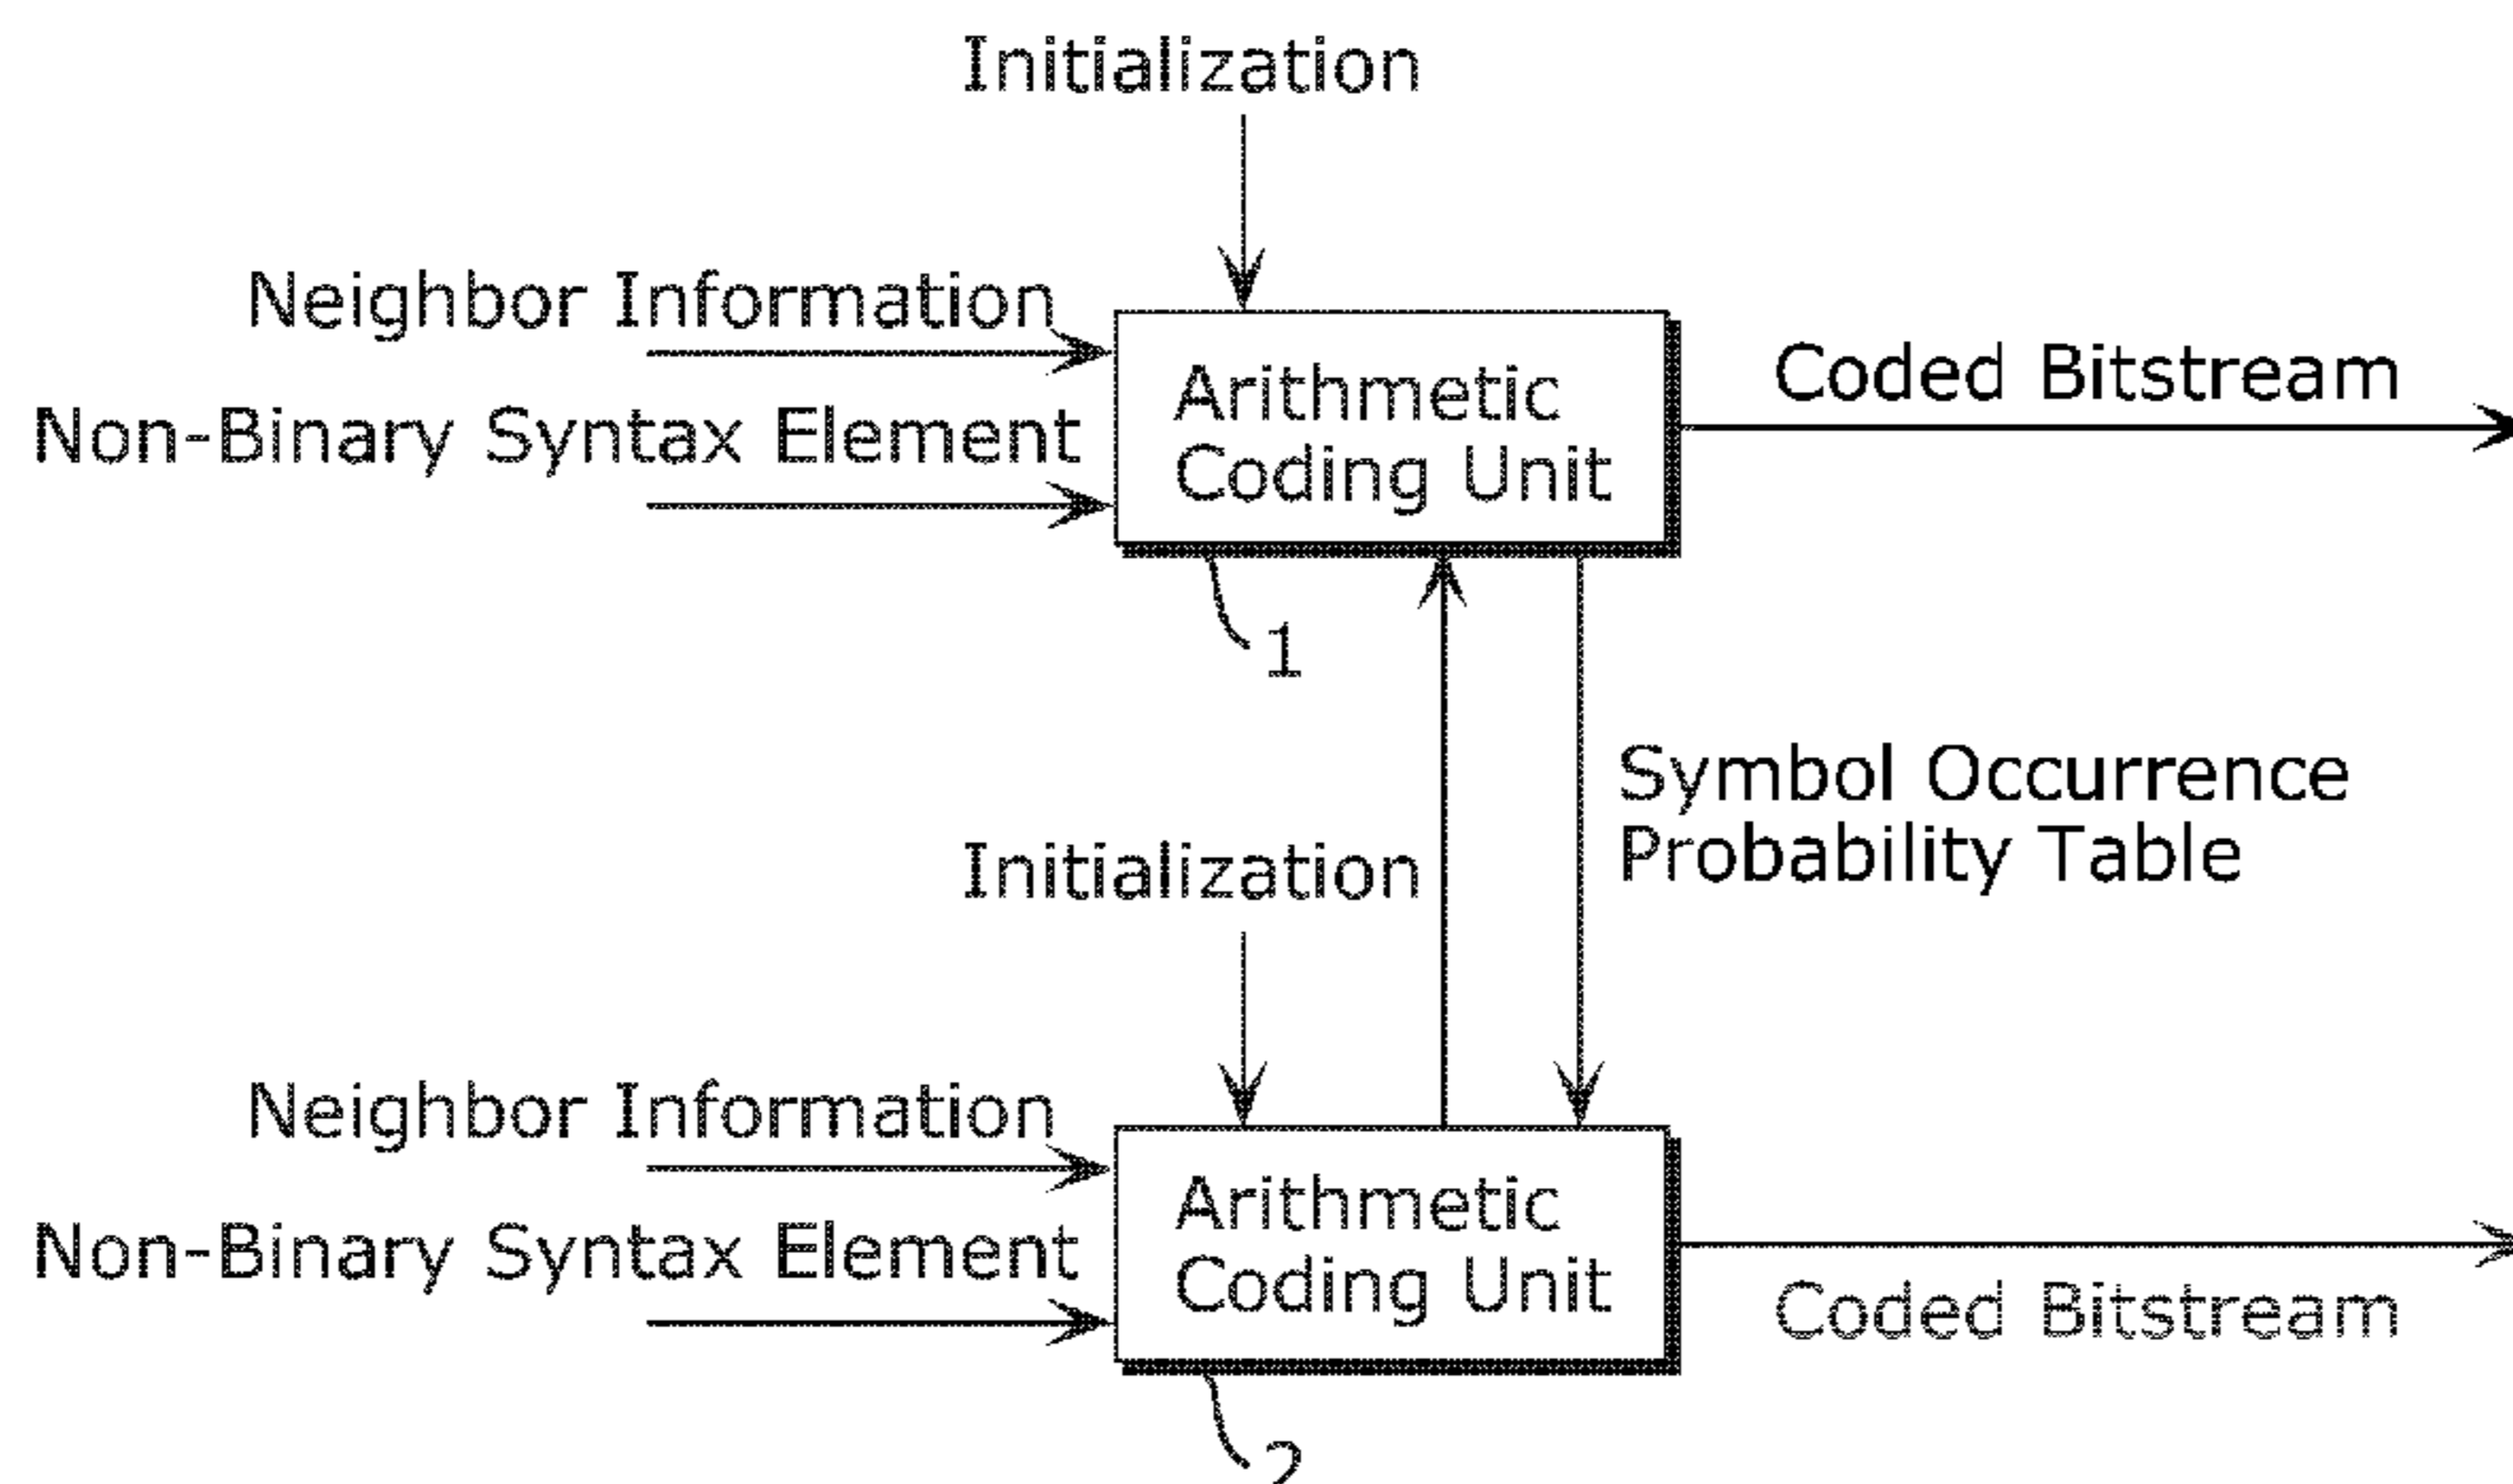 Initialization
Neighbor Information
Non-Binary Syntax Element
Arithmetic
Coding Unit
Coded Bitstream
1
Symbol Occurrence
Probability Table
Initialization
Neighbor Information
Non-Binary Syntax Element
Arithmetic
Coding Unit
Coded Bitstream
2